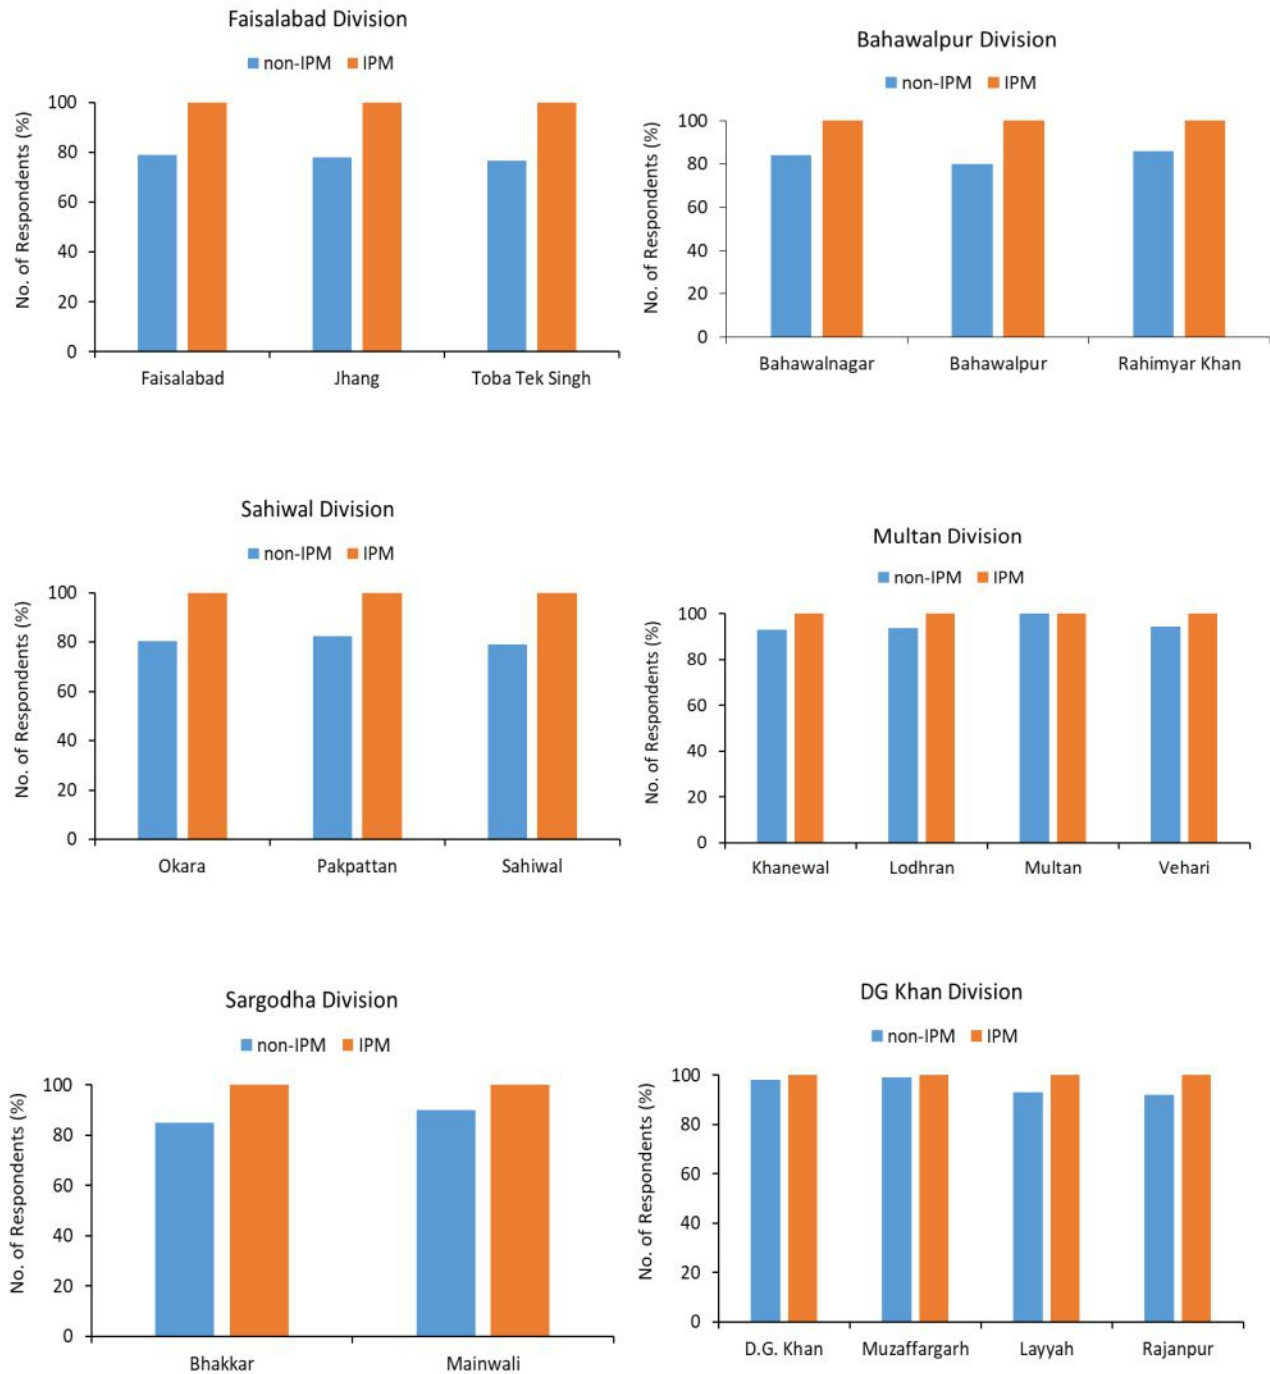 Faisalabad Division
non-IPM IPM
No. of Respondents (%)
100
80
60
40
20
0
Faisalabad Jhang Toba Tek Singh
Bahawalpur Division
non-IPM IPM
No. of Respondents (%)
100
80
60
40
20
0
Bahawalnagar Bahawalpur Rahimyar Khan
Sahiwal Division
non-IPM IPM
No. of Respondents (%)
100
80
60
40
20
0
Okara Pakpattan Sahiwal
Multan Division
non-IPM IPM
No. of Respondents (%)
100
80
60
40
20
0
Khanewal Lodhran Multan Vehari
Sargodha Division
non-IPM IPM
No. of Respondents (%)
100
80
60
40
20
0
Bhakkar Mainwali
DG Khan Division
non-IPM IPM
No. of Respondents (%)
100
80
60
40
20
0
D.G. Khan Muzaffargarh Layyah Rajanpur